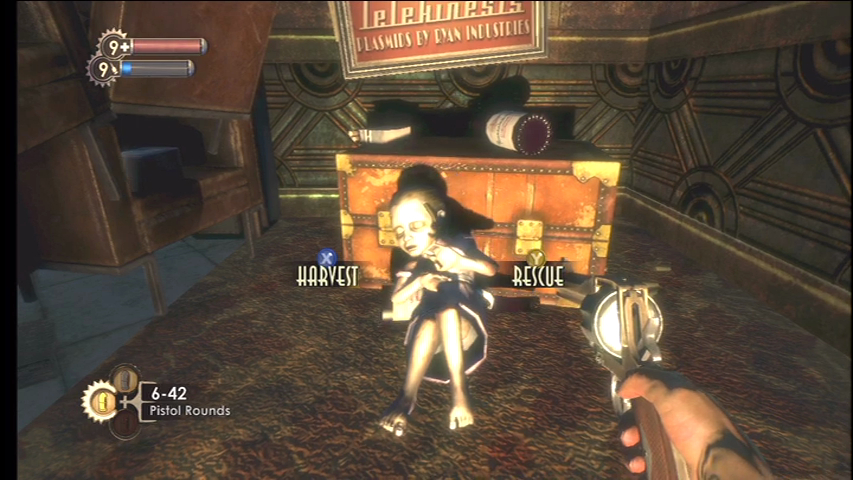 Telekinesis
PLASMIDS BY RYAN INDUSTRIES
9
9
X
Y
HARVEST
RESCUE
6-42
Pistol Rounds